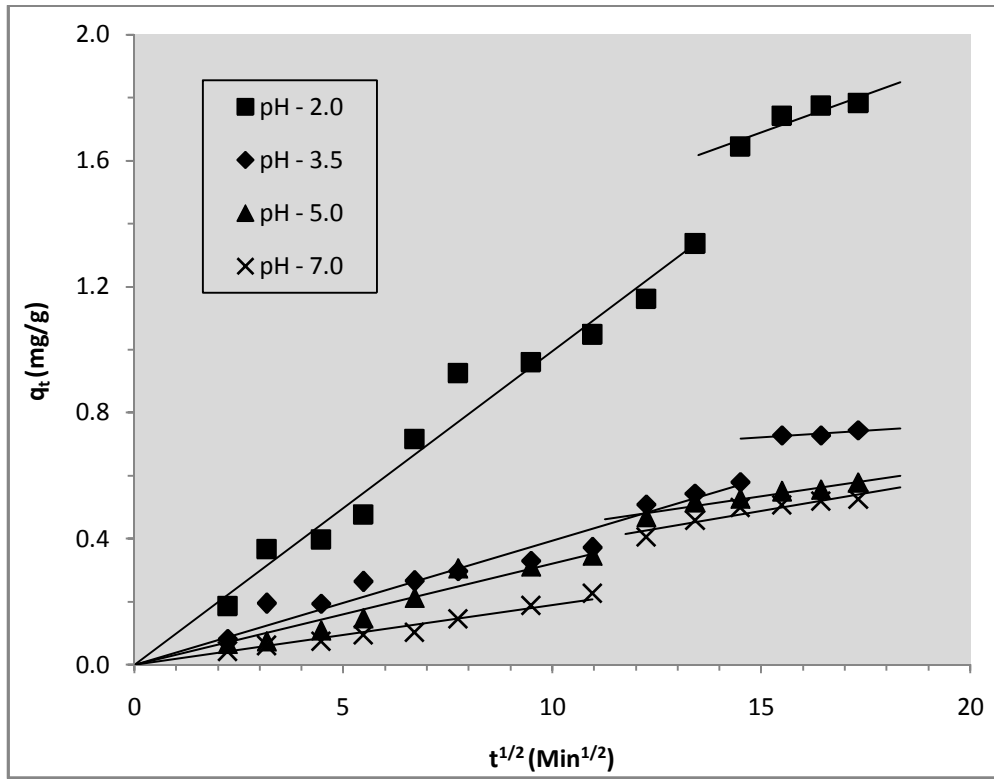 2.0
1.6
1.2
0.8
0.4
0.0
qt (mg/g)
pH - 2.0
pH - 3.5
pH - 5.0
pH - 7.0
0 5 10 15 20
t1/2 (Min1/2)